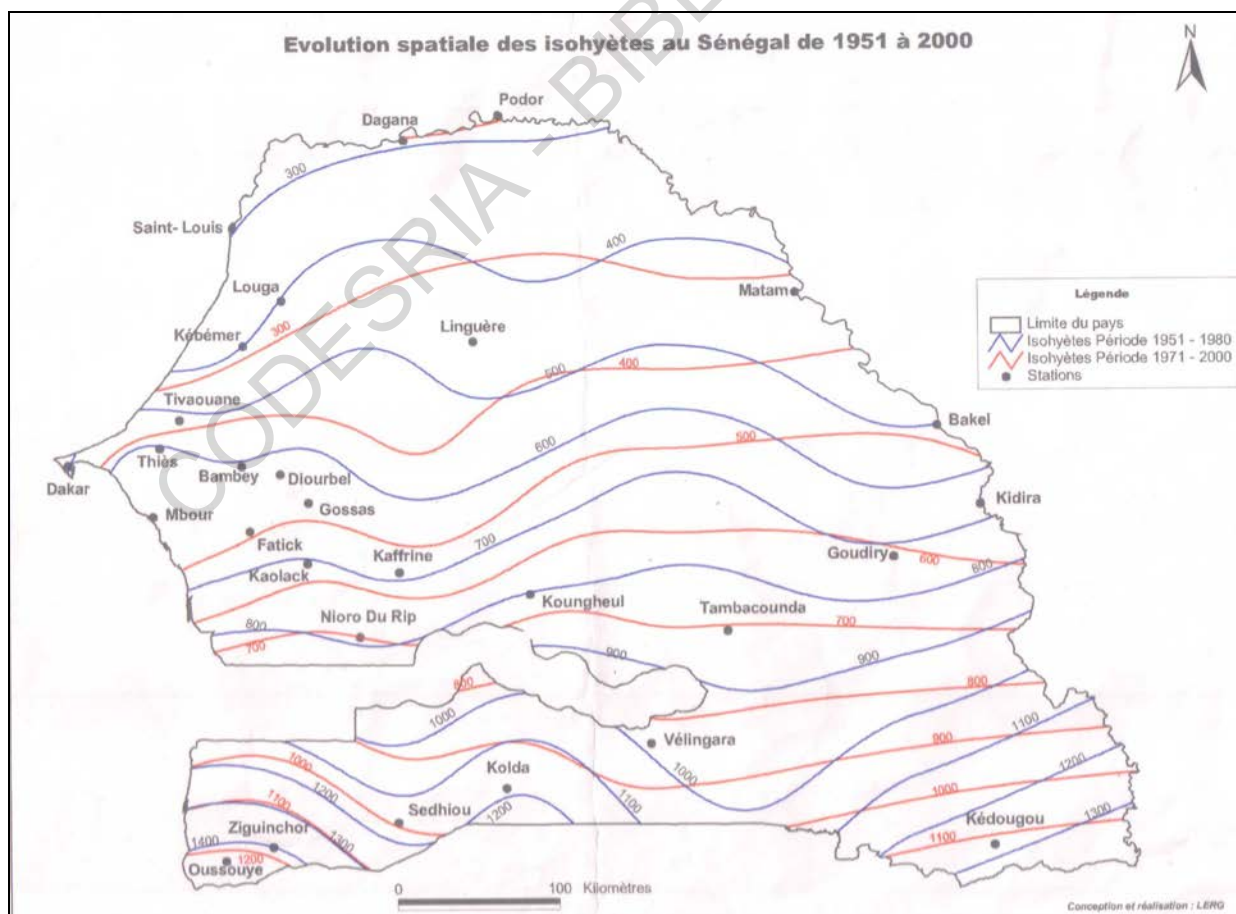 Evolution spatiale des isohyètes au Sénégal de 1951 à 2000
N
CODESRIA - BIBL
Podor
Dagana
300
Saint- Louis
400
Louga
Matam
Légende
Limite du pays
Isohyètes Période 1951 - 1980
Isohyètes Période 1971 - 2000
Stations
Kébémer
300
Linguère
500
400
Tivaouane
Bakel
600
500
Thiès
Bambey
Diourbel
Dakar
Kidira
Gossas
Mbour
Fatick
700
Kaffrine
Goudiry
600
Kaolack
800
Koungheul
Tambacounda
Nioro Du Rip
800
700
700
900
900
800
800
1000
1100
Vélingara
900
1000
1200
1000
Kolda
1000
1200
1100
1300
1100
Sedhiou
1200
Ziguinchor
Kédougou
1400
1300
1100
Oussouye
1200
0
100 Kilomètres
Conception et réalisation : LERG